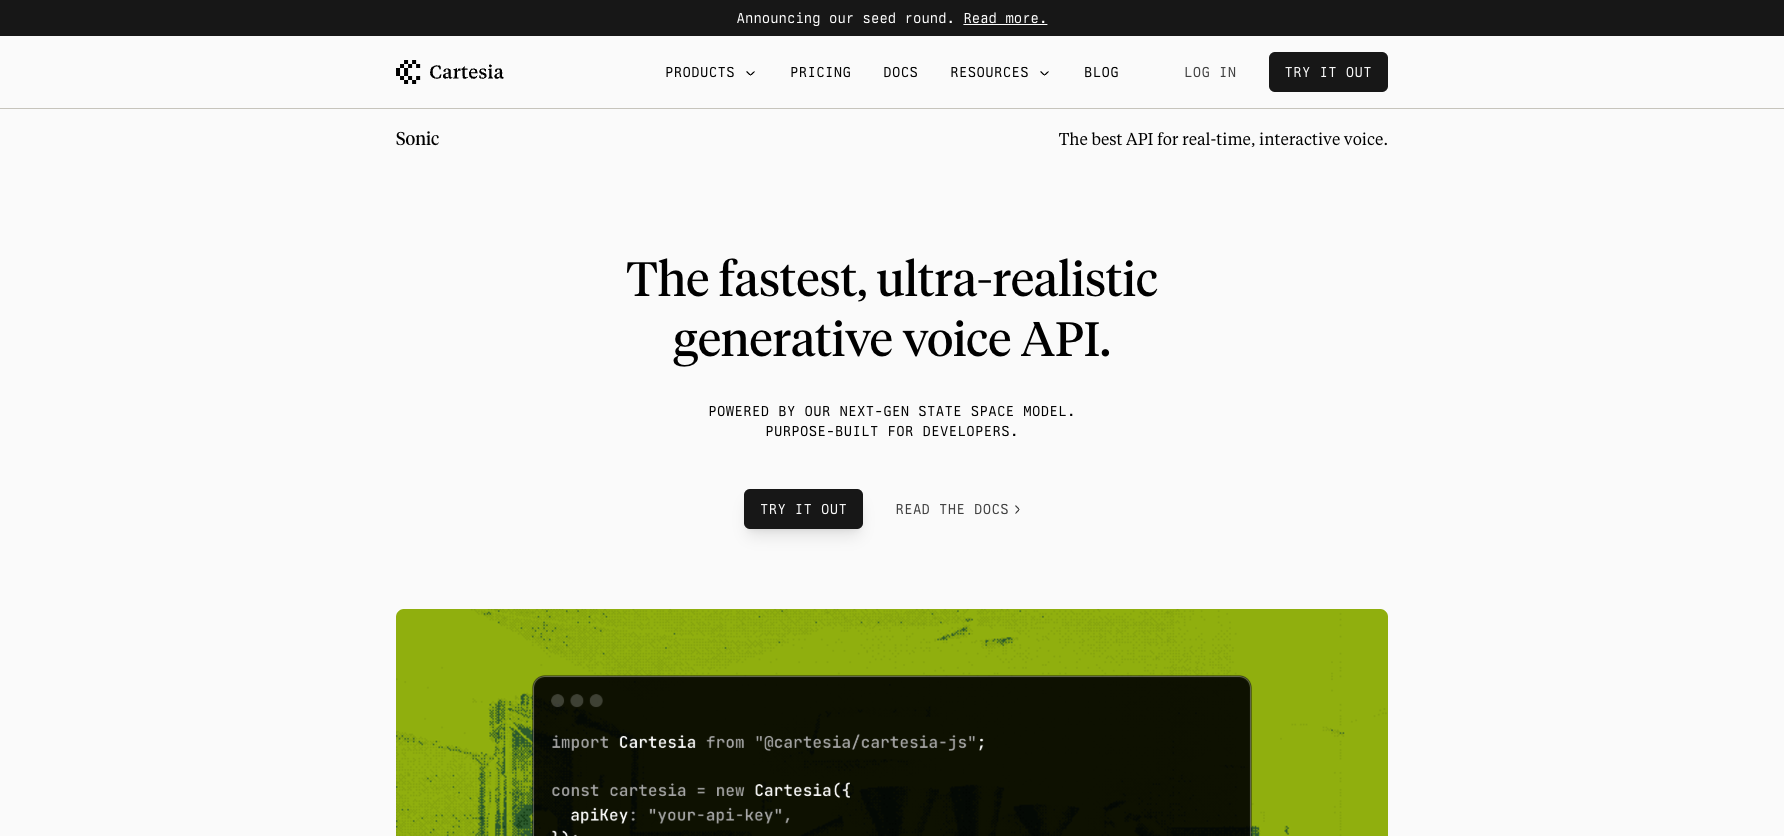 Announcing our seed round. Read more.
Cartesia
PRODUCTS
PRICING
DOCS
RESOURCES
BLOG
LOG IN
TRY IT OUT
Sonic
The best API for real-time, interactive voice.
The fastest, ultra-realistic
generative voice API.
POWERED BY OUR NEXT-GEN STATE SPACE MODEL.
PURPOSE-BUILT FOR DEVELOPERS.
TRY IT OUT
READ THE DOCS >
import Cartesia from "@cartesia/cartesia-js";
const cartesia = new Cartesia({
apiKey: "your-api-key",